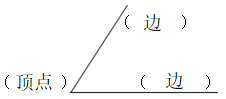 （ 边 ）
（顶点） （ 边 ）